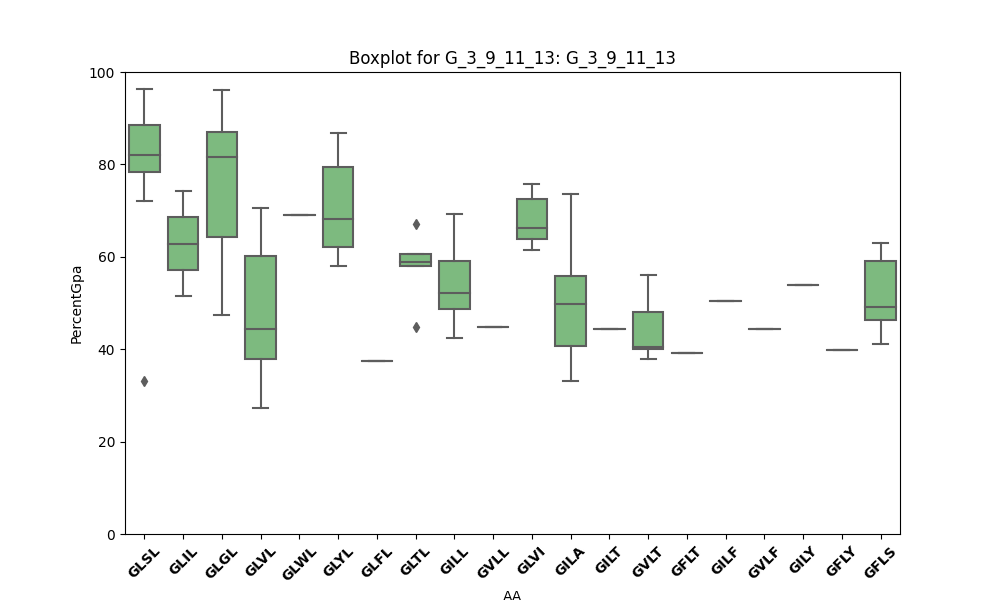 Boxplot for G_3_9_11_13: G_3_9_11_13
PercentGpa
100
80
60
40
20
0
GLSL
GLIL
GLGL
GLVL
GLWL
GLYL
GLFL
GLTL
GILL
GVLL
GLVI
GILA
GILT
GVLT
GFLT
GILF
GVLF
GILY
GFLY
GFLS
AA